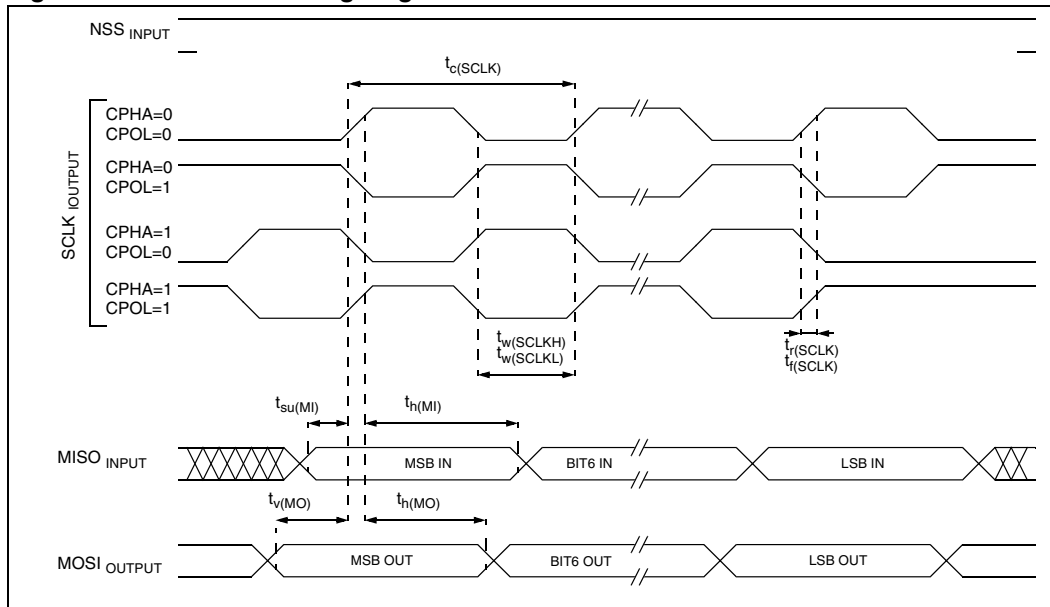 NSS INPUT
tc(SCLK)
SCLK IOUTPUT
CPHA=0
CPOL=0
CPHA=0
CPOL=1
CPHA=1
CPOL=0
CPHA=1
CPOL=1
tw(SCLKH)
tw(SCLKL)
tr(SCLK)
tf(SCLK)
tsu(MI)
th(MI)
MISO INPUT
MSB IN
BIT6 IN
LSB IN
tv(MO)
th(MO)
MOSI OUTPUT
MSB OUT
BIT6 OUT
LSB OUT